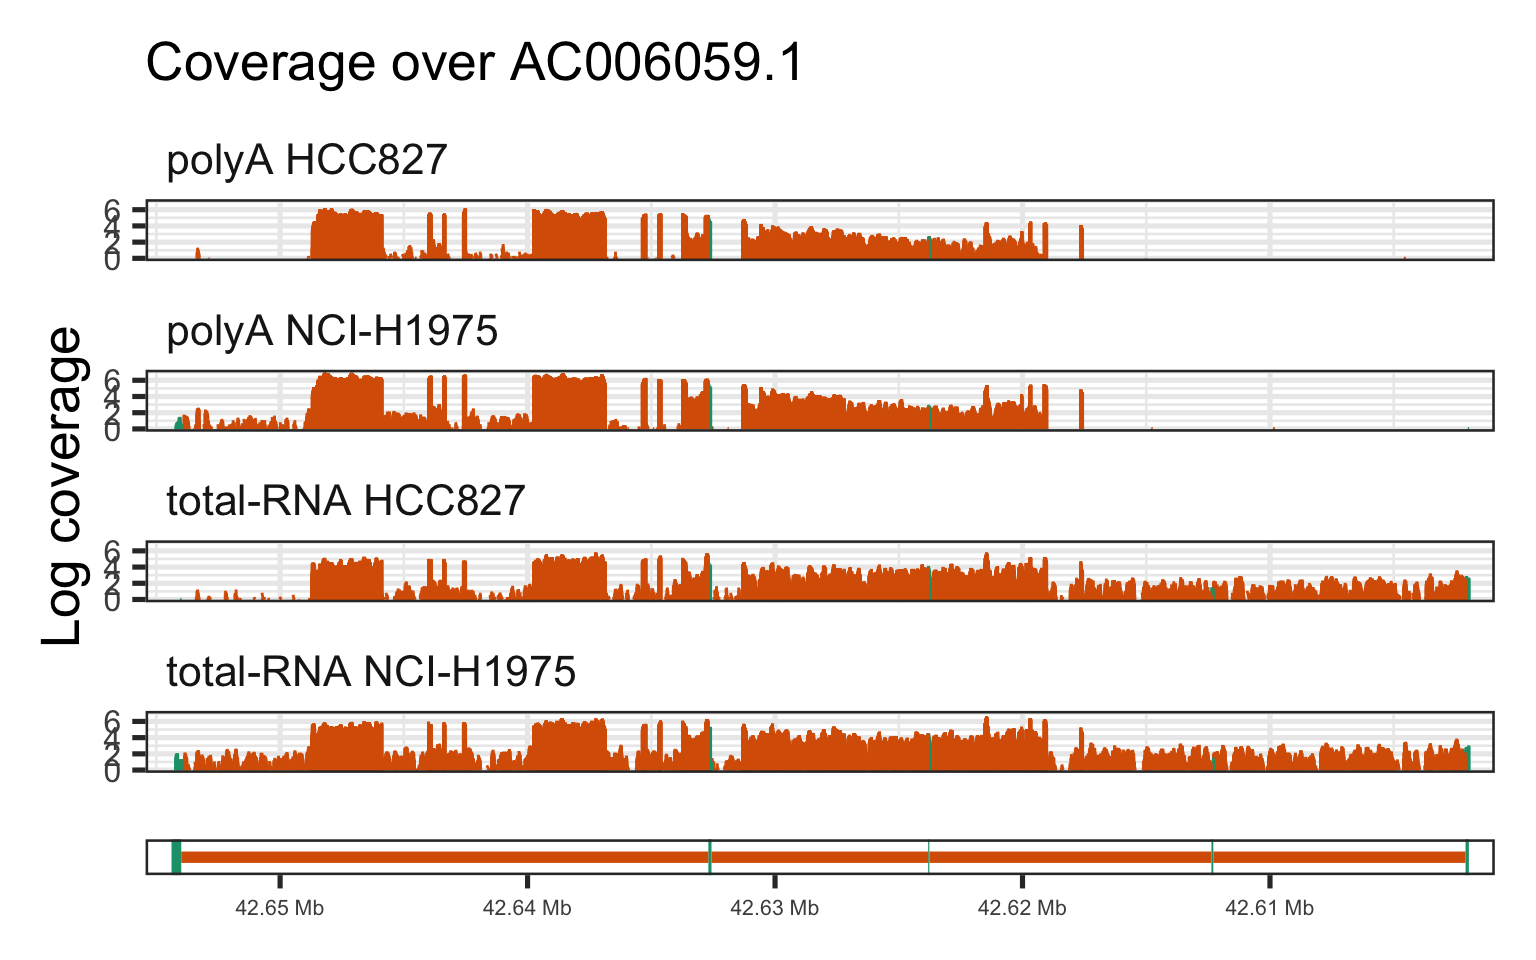 Coverage over AC006059.1
polyA HCC827
6
4
2
0
polyA NCI-H1975
6
4
2
0
Log coverage
total-RNA HCC827
6
4
2
0
total-RNA NCI-H1975
6
4
2
0
42.65 Mb 42.64 Mb 42.63 Mb 42.62 Mb 42.61 Mb